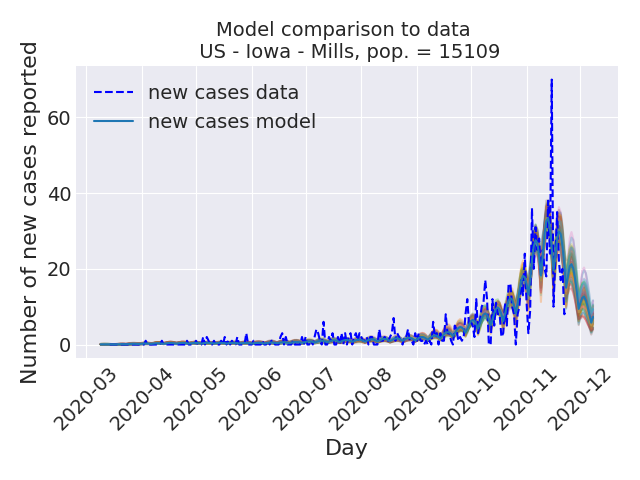 Model comparison to data
US - Iowa - Mills, pop. = 15109
Number of new cases reported
new cases data
new cases model
60
40
20
0
2020-03
2020-04
2020-05
2020-06
2020-07
2020-08
2020-09
2020-10
2020-11
2020-12
Day